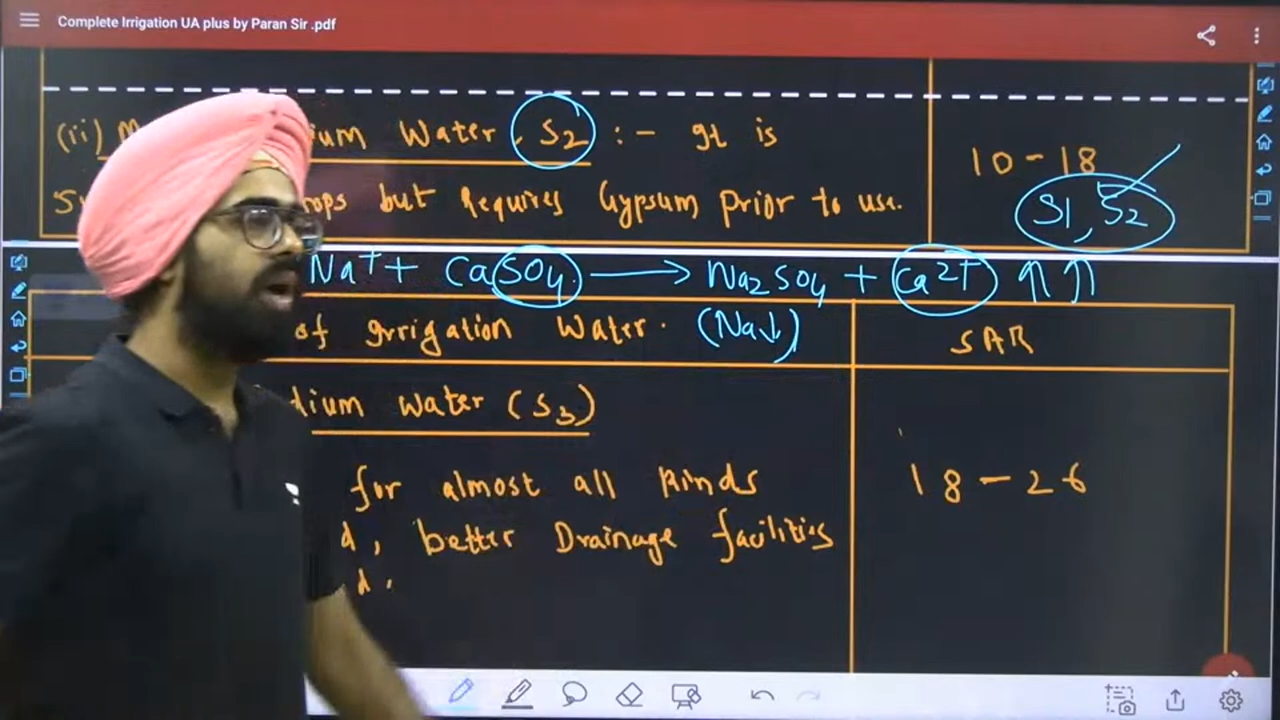 Complete Irrigation UA plus by Paran Sir .pdf
(ii) M ium Water, S2 :- It is
10-18
Su rops but Requires Gypsum Prior to use.
S1, S2
Na+ + CaSO4 → Na2SO4 + Ca2+ ↑↑
of Irrigation Water. (Na↓)
SAR
dium Water (S3)
for almost all kinds
18-26
d, better Drainage facilities
d.